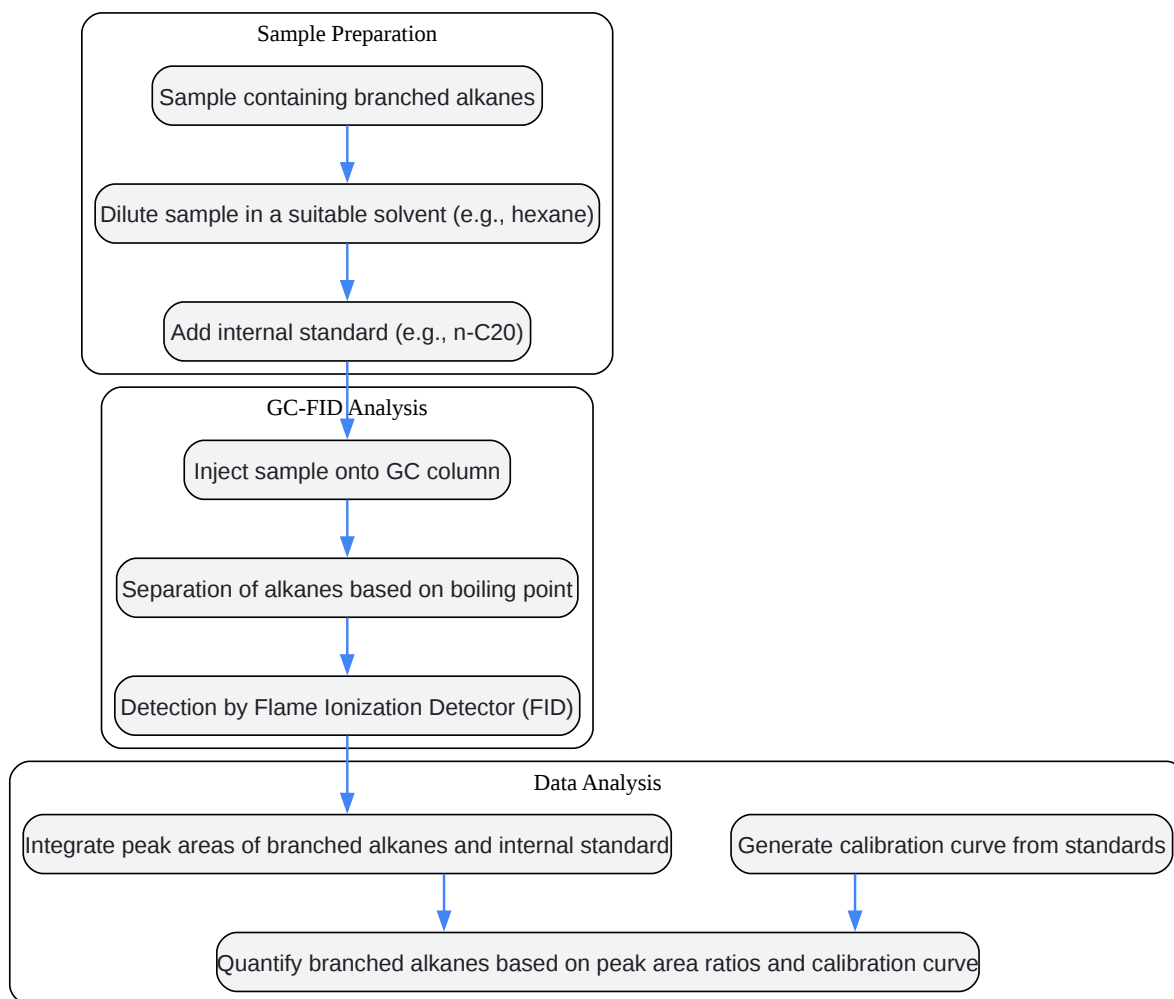 Sample Preparation
Sample containing branched alkanes
Dilute sample in a suitable solvent (e.g., hexane)
Add internal standard (e.g., n-C20)
GC-FID Analysis
Inject sample onto GC column
Separation of alkanes based on boiling point
Detection by Flame Ionization Detector (FID)
Data Analysis
Integrate peak areas of branched alkanes and internal standard
Generate calibration curve from standards
Quantify branched alkanes based on peak area ratios and calibration curve